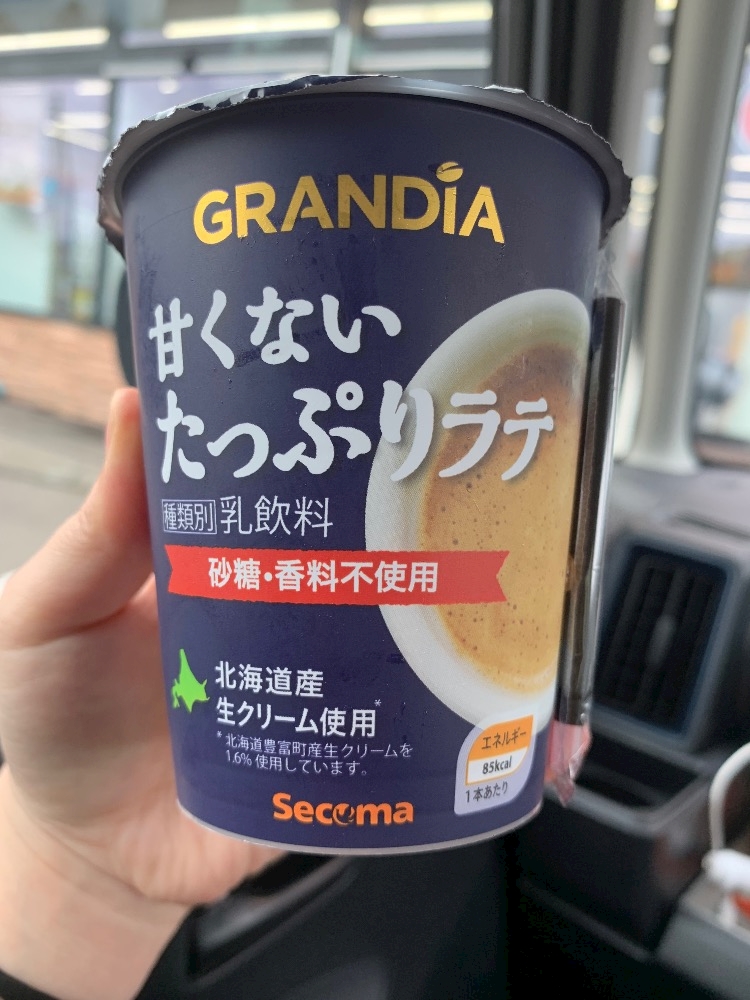 GRANDIA
甘くない
たっぷりラテ
種類別 乳飲料
砂糖・香料不使用
北海道産
生クリーム使用*
*北海道豊富町産生クリームを
1.6%使用しています。
エネルギー
85kcal
1本あたり
Secoma